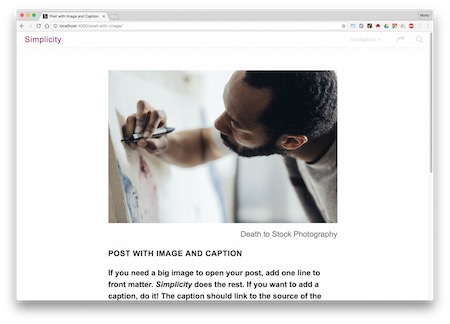 Post with Image and Caption
localhost:4000/post-with-image/
Simplicity
Navigation
Death to Stock Photography
POST WITH IMAGE AND CAPTION
If you need a big image to open your post, add one line to
front matter. Simplicity does the rest. If you want to add a
caption, do it! The caption should link to the source of the